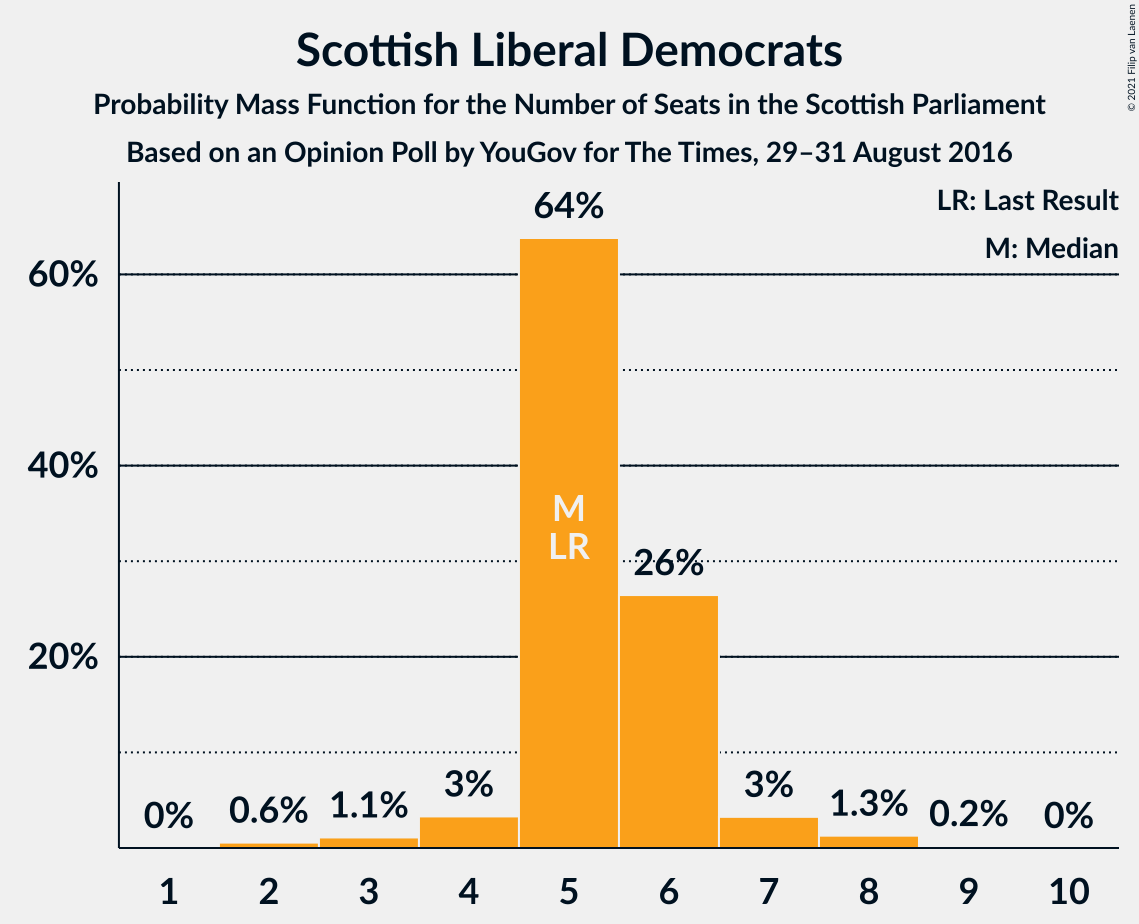 Scottish Liberal Democrats
Probability Mass Function for the Number of Seats in the Scottish Parliament
Based on an Opinion Poll by YouGov for The Times, 29–31 August 2016
© 2021 Filip van Laenen
LR: Last Result
M: Median
64%
60%
40%
M
LR
26%
20%
0%
0.6%
1.1%
3%
3%
1.3%
0.2%
0%
1 2 3 4 5 6 7 8 9 10